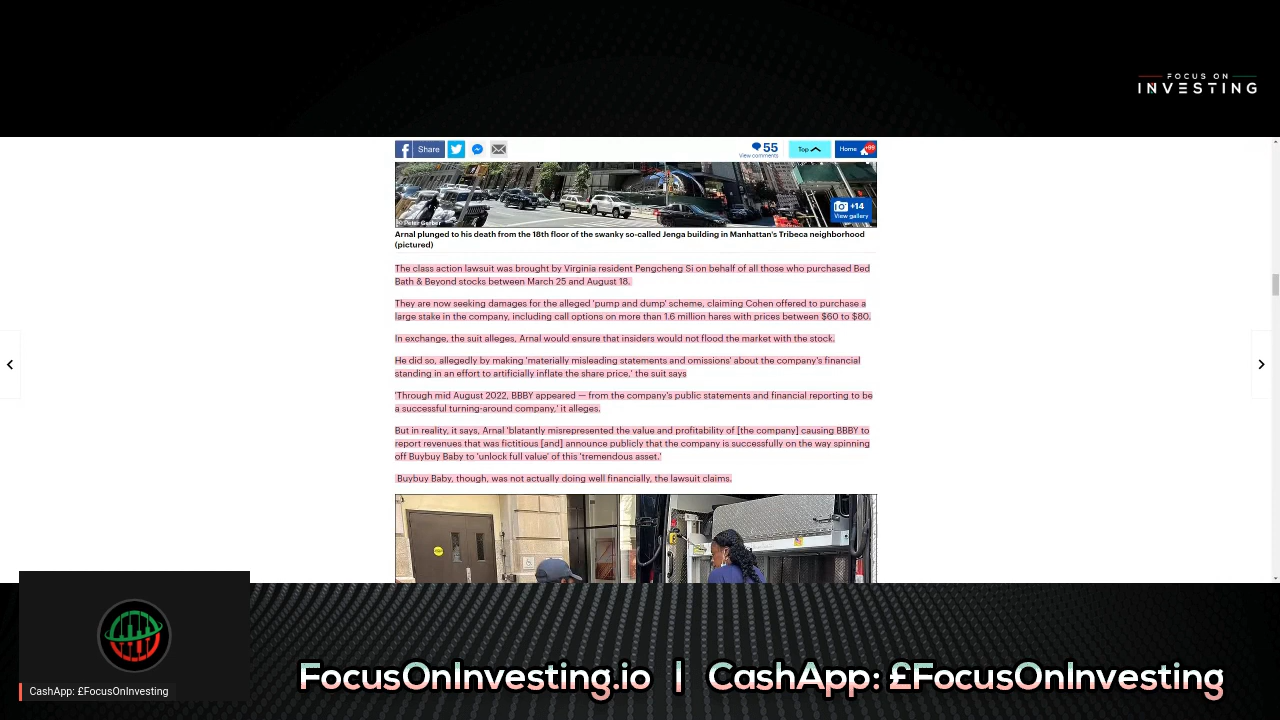 FOCUS ON
INVESTING
Share
55
View comments
Top
Home
+99
+14
View gallery
© Peter Gerber
Arnal plunged to his death from the 18th floor of the swanky so-called Jenga building in Manhattan's Tribeca neighborhood
(pictured)
The class action lawsuit was brought by Virginia resident Pengcheng Si on behalf of all those who purchased Bed
Bath & Beyond stocks between March 25 and August 18.
They are now seeking damages for the alleged 'pump and dump' scheme, claiming Cohen offered to purchase a
large stake in the company, including call options on more than 1.6 million hares with prices between $60 to $80.
In exchange, the suit alleges, Arnal would ensure that insiders would not flood the market with the stock.
He did so, allegedly by making 'materially misleading statements and omissions' about the company's financial
standing in an effort to artificially inflate the share price,' the suit says
'Through mid August 2022, BBBY appeared — from the company's public statements and financial reporting to be
a successful turning-around company,' it alleges.
But in reality, it says, Arnal 'blatantly misrepresented the value and profitability of [the company] causing BBBY to
report revenues that was fictitious [and] announce publicly that the company is successfully on the way spinning
off Buybuy Baby to 'unlock full value' of this 'tremendous asset.'
Buybuy Baby, though, was not actually doing well financially, the lawsuit claims.
CashApp: £FocusOnInvesting
FocusOnInvesting.io | CashApp: £FocusOnInvesting